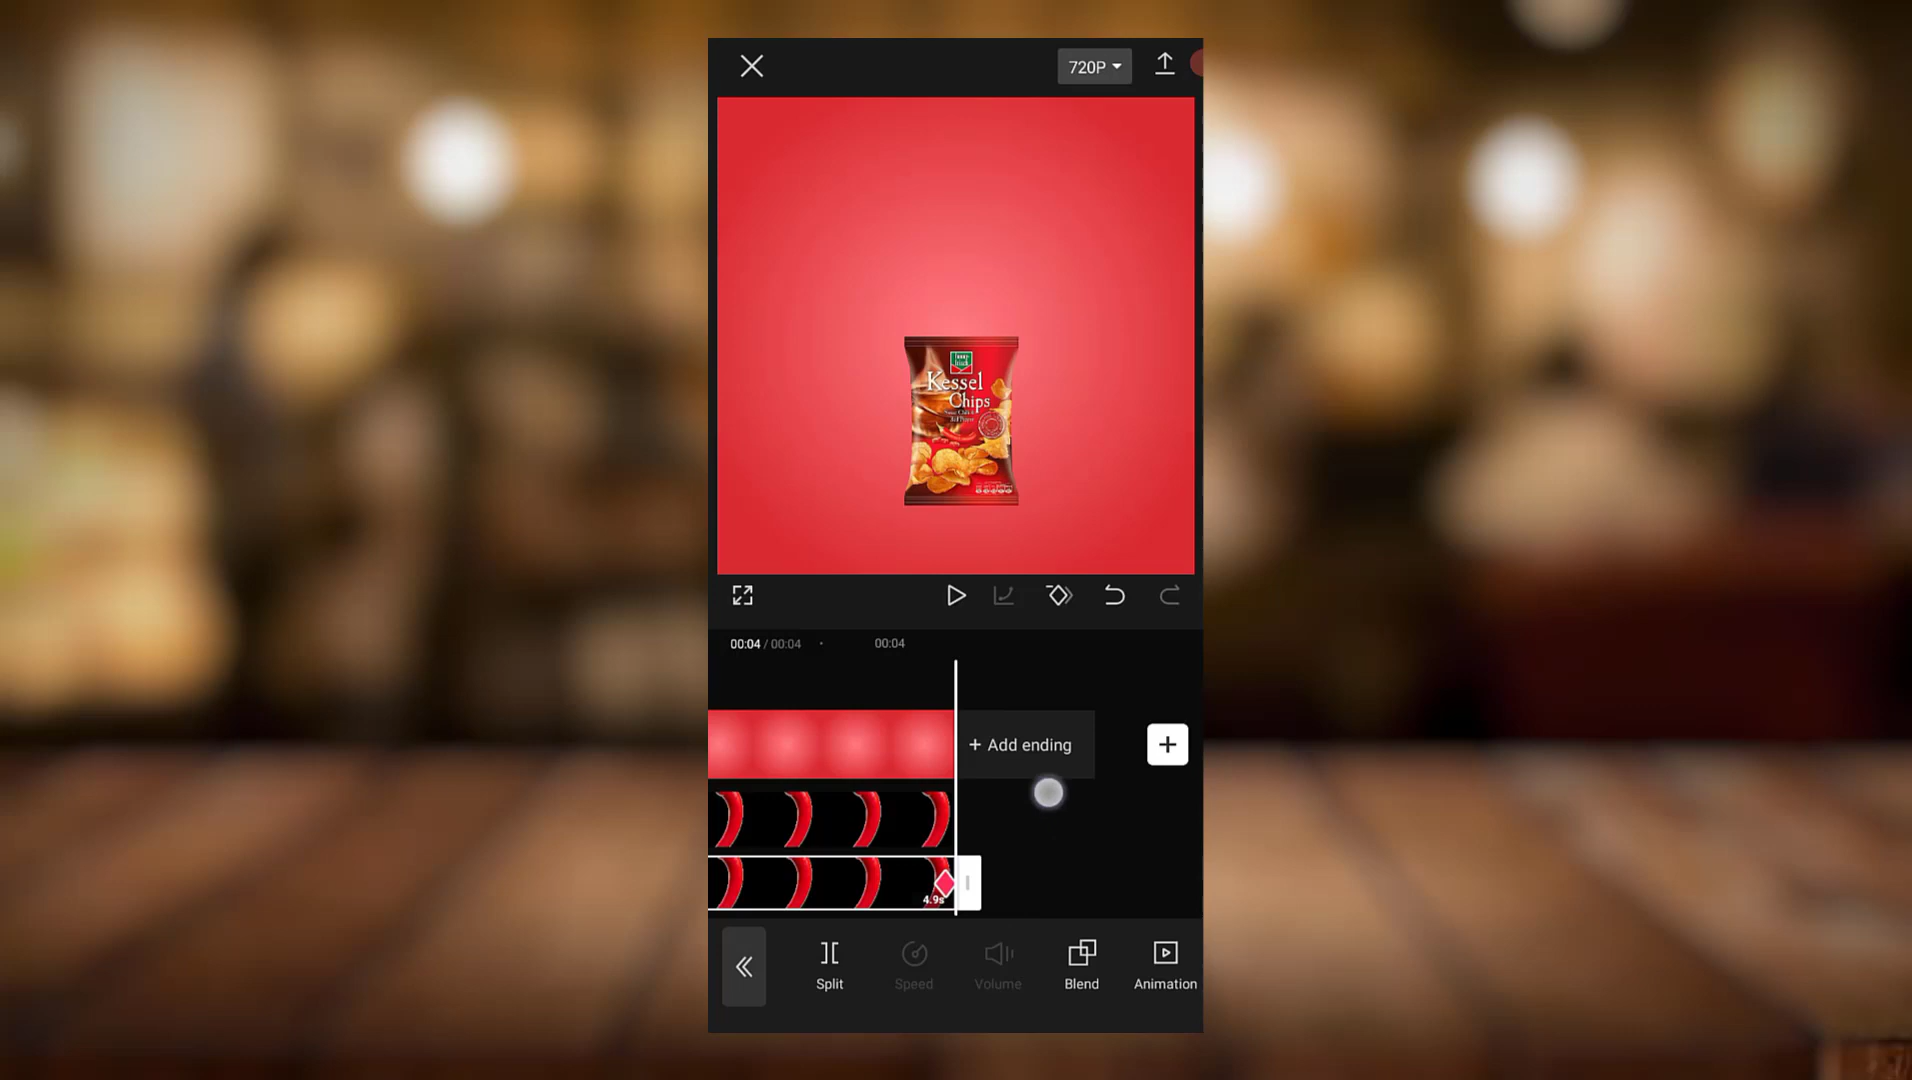 720P
Kessel
Chips
00:04 / 00:04
00:04
+ Add ending
4.9s
Split
Speed
Volume
Blend
Animation